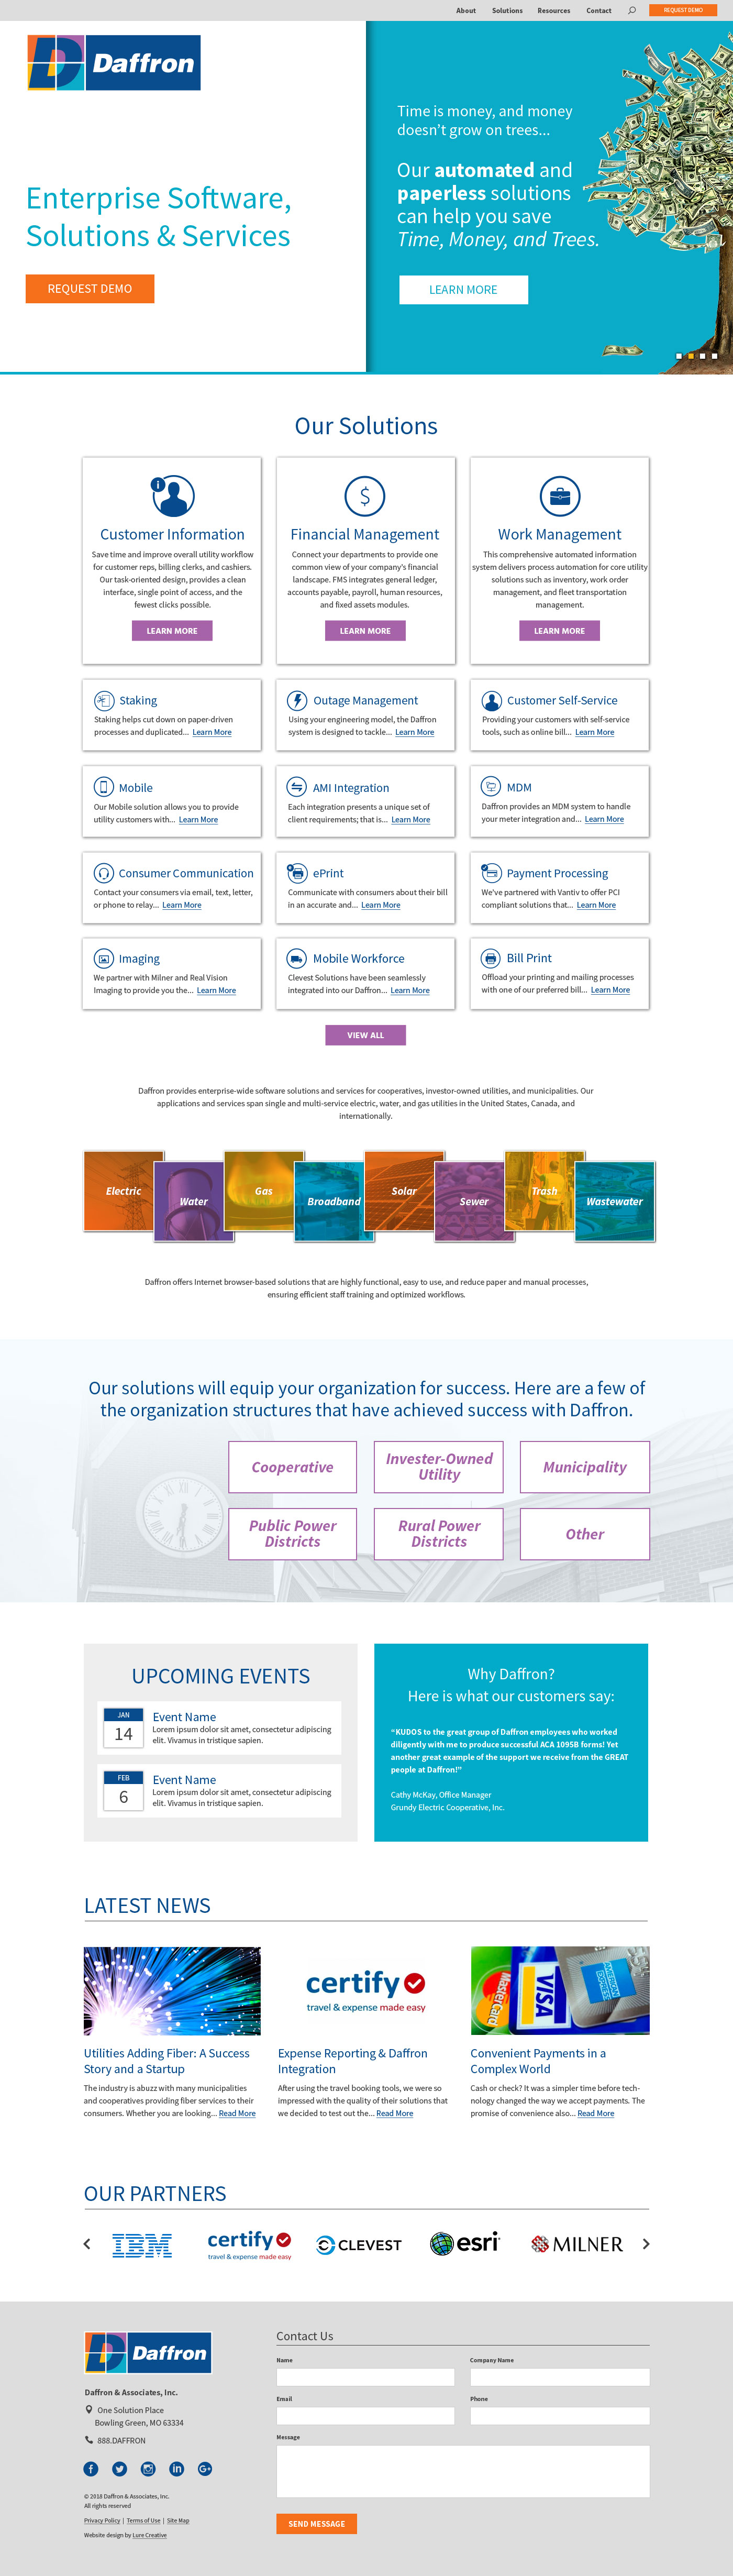 About Solutions Resources Contact REQUEST DEMO
Daffron
Enterprise Software,
Solutions & Services
REQUEST DEMO
Time is money, and money
doesn't grow on trees...
Our automated and
paperless solutions
can help you save
Time, Money, and Trees.
LEARN MORE
Our Solutions
Customer Information
Save time and improve overall utility workflow
for customer reps, billing clerks, and cashiers.
Our task-oriented design, provides a clean
interface, single point of access, and the
fewest clicks possible.
LEARN MORE
Financial Management
Connect your departments to provide one
common view of your company's financial
landscape. FMS integrates general ledger,
accounts payable, payroll, human resources,
and fixed assets modules.
LEARN MORE
Work Management
This comprehensive automated information
system delivers process automation for core utility
solutions such as inventory, work order
management, and fleet transportation
management.
LEARN MORE
Staking
Staking helps cut down on paper-driven
processes and duplicated... Learn More
Outage Management
Using your engineering model, the Daffron
system is designed to tackle... Learn More
Customer Self-Service
Providing your customers with self-service
tools, such as online bill... Learn More
Mobile
Our Mobile solution allows you to provide
utility customers with... Learn More
AMI Integration
Each integration presents a unique set of
client requirements; that is... Learn More
MDM
Daffron provides an MDM system to handle
your meter integration and... Learn More
Consumer Communication
Contact your consumers via email, text, letter,
or phone to relay... Learn More
ePrint
Communicate with consumers about their bill
in an accurate and... Learn More
Payment Processing
We've partnered with Vantiv to offer PCI
compliant solutions that... Learn More
Imaging
We partner with Milner and Real Vision
Imaging to provide you the... Learn More
Mobile Workforce
Clevest Solutions have been seamlessly
integrated into our Daffron... Learn More
Bill Print
Offload your printing and mailing processes
with one of our preferred bill... Learn More
VIEW ALL
Daffron provides enterprise-wide software solutions and services for cooperatives, investor-owned utilities, and municipalities. Our
applications and services span single and multi-service electric, water, and gas utilities in the United States, Canada, and
internationally.
Electric
Water
Gas
Broadband
Solar
Sewer
Trash
Wastewater
Daffron offers Internet browser-based solutions that are highly functional, easy to use, and reduce paper and manual processes,
ensuring efficient staff training and optimized workflows.
Our solutions will equip your organization for success. Here are a few of
the organization structures that have achieved success with Daffron.
Cooperative
Invester-Owned
Utility
Municipality
Public Power
Districts
Rural Power
Districts
Other
UPCOMING EVENTS
JAN
14
Event Name
Lorem ipsum dolor sit amet, consectetur adipiscing
elit. Vivamus in tristique sapien.
FEB
6
Event Name
Lorem ipsum dolor sit amet, consectetur adipiscing
elit. Vivamus in tristique sapien.
Why Daffron?
Here is what our customers say:
“KUDOS to the great group of Daffron employees who worked
diligently with me to produce successful ACA 1095B forms! Yet
another great example of the support we receive from the GREAT
people at Daffron!”
Cathy McKay, Office Manager
Grundy Electric Cooperative, Inc.
LATEST NEWS
certify
travel & expense made easy
MasterCard
VISA
AMERICAN EXPRESS
Utilities Adding Fiber: A Success
Story and a Startup
The industry is abuzz with many municipalities
and cooperatives providing fiber services to their
consumers. Whether you are looking... Read More
Expense Reporting & Daffron
Integration
After using the travel booking tools, we were so
impressed with the quality of their solutions that
we decided to test out the... Read More
Convenient Payments in a
Complex World
Cash or check? It was a simpler time before tech-
nology changed the way we accept payments. The
promise of convenience also... Read More
OUR PARTNERS
IBM
certify
travel & expense made easy
CLEVEST
esri
MILNER
Daffron
Daffron & Associates, Inc.
One Solution Place
Bowling Green, MO 63334
888.DAFFRON
© 2018 Daffron & Associates, Inc.
All rights reserved
Privacy Policy | Terms of Use | Site Map
Website design by Lure Creative
Contact Us
Name
Company Name
Email
Phone
Message
SEND MESSAGE